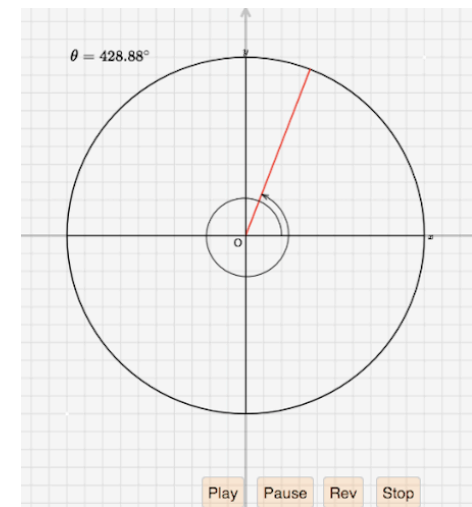 θ = 428.88°
y
O
x
Play Pause Rev Stop